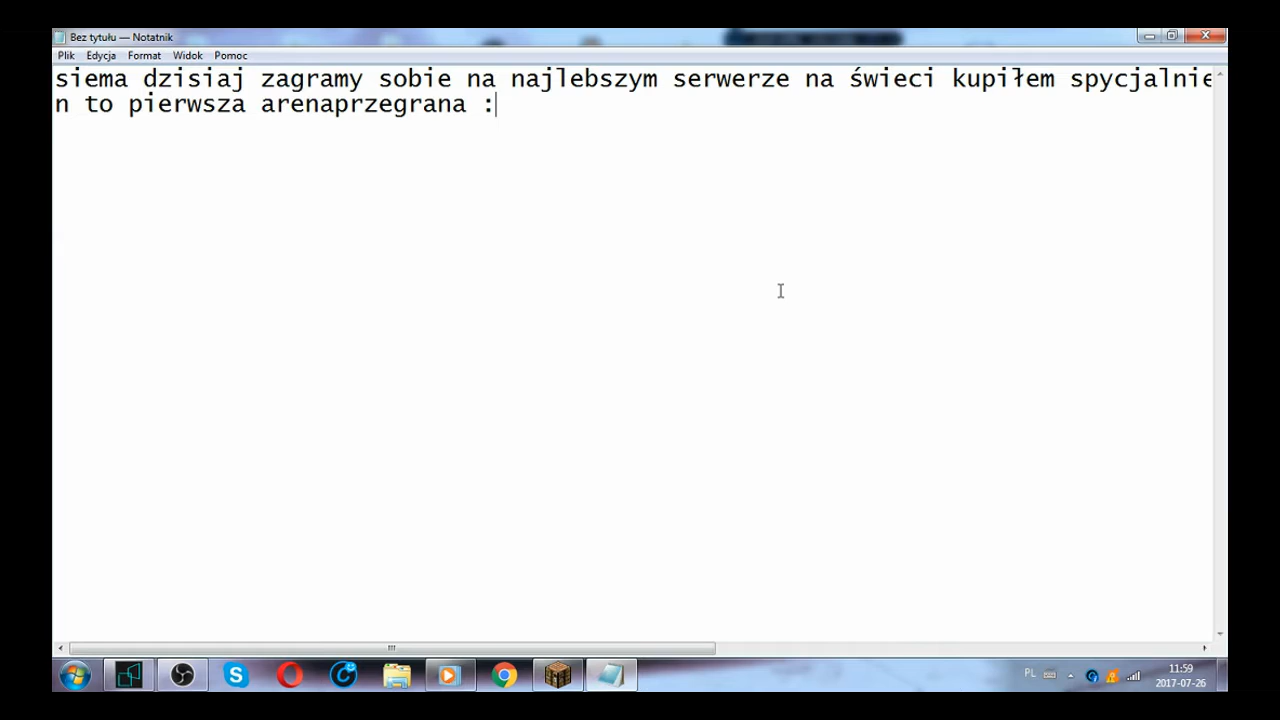 Bez tytułu — Notatnik
Plik Edycja Format Widok Pomoc
siema dzisiaj zagramy sobie na najlebszym serwerze na świeci kupiłem spycjalnie
n to pierwsza arenaprzegrana :
PL
11:59
2017-07-26